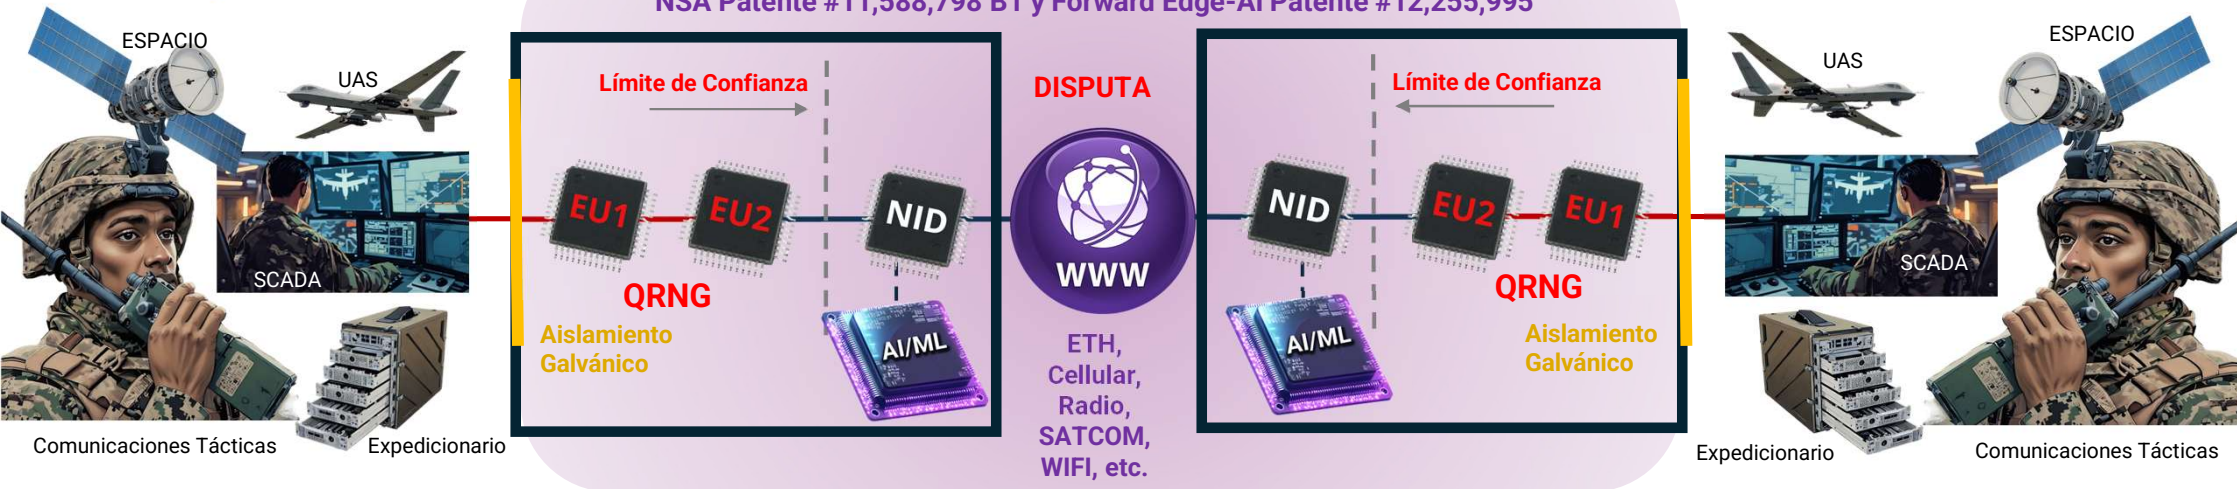 NSA Patente #11,588,798 B1 y Forward Edge-AI Patente #12,255,995
ESPACIO
UAS
SCADA
Comunicaciones Tácticas
Expedicionario
Límite de Confianza
EU1
EU2
NID
QRNG
AI/ML
Aislamiento
Galvánico
DISPUTA
WWW
ETH,
Cellular,
Radio,
SATCOM,
WIFI, etc.
Límite de Confianza
NID
EU2
EU1
QRNG
AI/ML
Aislamiento
Galvánico
UAS
ESPACIO
SCADA
Expedicionario
Comunicaciones Tácticas